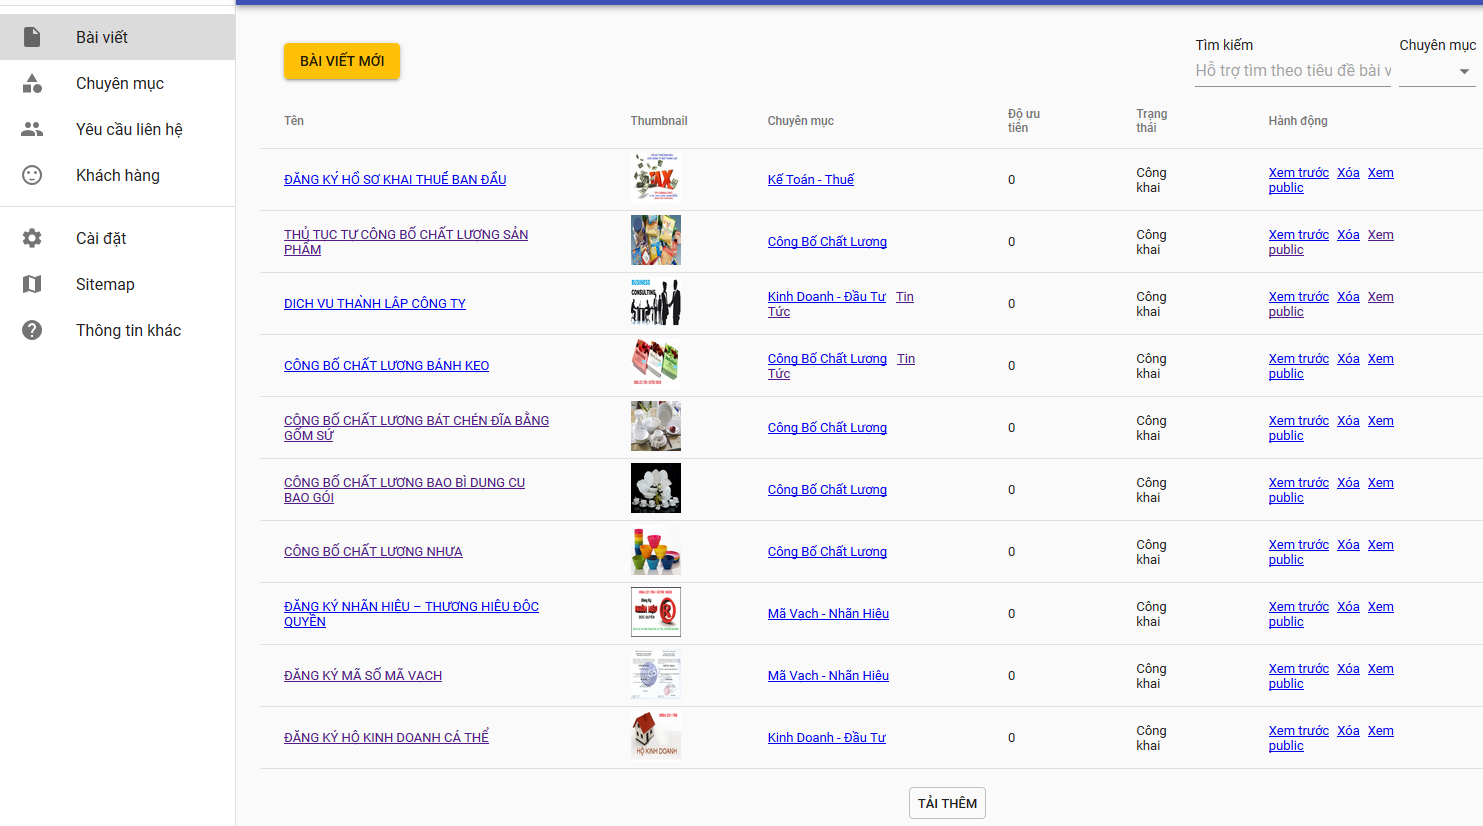 Bài viết
Chuyên mục
Yêu cầu liên hệ
Khách hàng
Cài đặt
Sitemap
Thông tin khác
BÀI VIẾT MỚI
Tìm kiếm
Hỗ trợ tìm theo tiêu đề bài v
Chuyên mục
Tên Thumbnail Chuyên mục Độ ưu tiên Trạng thái Hành động
ĐĂNG KÝ HỒ SƠ KHAI THUẾ BAN ĐẦU Kế Toán - Thuế 0 Công khai Xem trước Xóa Xem public
THỦ TỤC TỰ CÔNG BỐ CHẤT LƯỢNG SẢN PHẨM Công Bố Chất Lượng 0 Công khai Xem trước Xóa Xem public
DỊCH VỤ THÀNH LẬP CÔNG TY BUSINESS CONSULTING Kinh Doanh - Đầu Tư Tin Tức 0 Công khai Xem trước Xóa Xem public
CÔNG BỐ CHẤT LƯỢNG BÁNH KẸO Công Bố Chất Lượng Tin Tức 0 Công khai Xem trước Xóa Xem public
CÔNG BỐ CHẤT LƯỢNG BÁT CHÉN ĐĨA BẰNG GỐM SỨ Công Bố Chất Lượng 0 Công khai Xem trước Xóa Xem public
CÔNG BỐ CHẤT LƯỢNG BAO BÌ DỤNG CỤ BAO GÓI Công Bố Chất Lượng 0 Công khai Xem trước Xóa Xem public
CÔNG BỐ CHẤT LƯỢNG NHỰA Công Bố Chất Lượng 0 Công khai Xem trước Xóa Xem public
ĐĂNG KÝ NHÃN HIỆU – THƯƠNG HIỆU ĐỘC QUYỀN Mã Vạch - Nhãn Hiệu 0 Công khai Xem trước Xóa Xem public
ĐĂNG KÝ MÃ SỐ MÃ VẠCH Mã Vạch - Nhãn Hiệu 0 Công khai Xem trước Xóa Xem public
ĐĂNG KÝ HỘ KINH DOANH CÁ THỂ HỘ KINH DOANH Kinh Doanh - Đầu Tư 0 Công khai Xem trước Xóa Xem public
TẢI THÊM